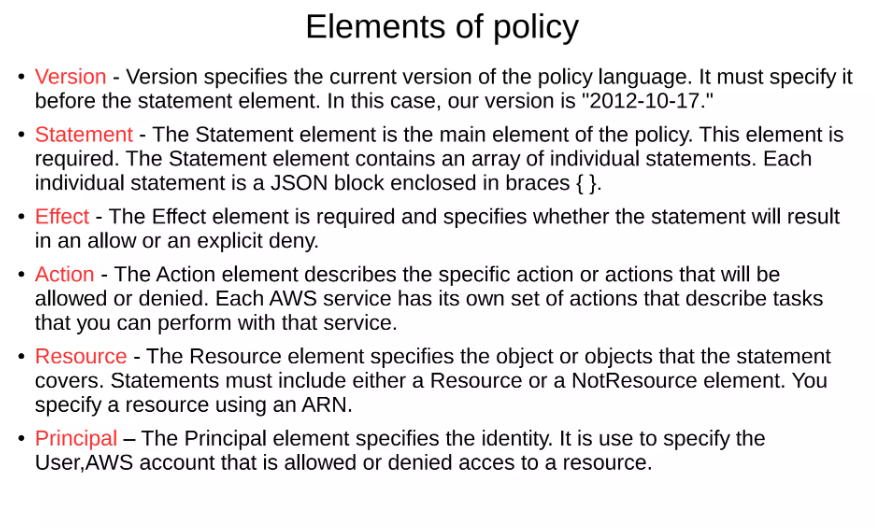 Elements of policy
• Version - Version specifies the current version of the policy language. It must specify it
before the statement element. In this case, our version is "2012-10-17."
• Statement - The Statement element is the main element of the policy. This element is
required. The Statement element contains an array of individual statements. Each
individual statement is a JSON block enclosed in braces { }.
• Effect - The Effect element is required and specifies whether the statement will result
in an allow or an explicit deny.
• Action - The Action element describes the specific action or actions that will be
allowed or denied. Each AWS service has its own set of actions that describe tasks
that you can perform with that service.
• Resource - The Resource element specifies the object or objects that the statement
covers. Statements must include either a Resource or a NotResource element. You
specify a resource using an ARN.
• Principal – The Principal element specifies the identity. It is use to specify the
User,AWS account that is allowed or denied acces to a resource.